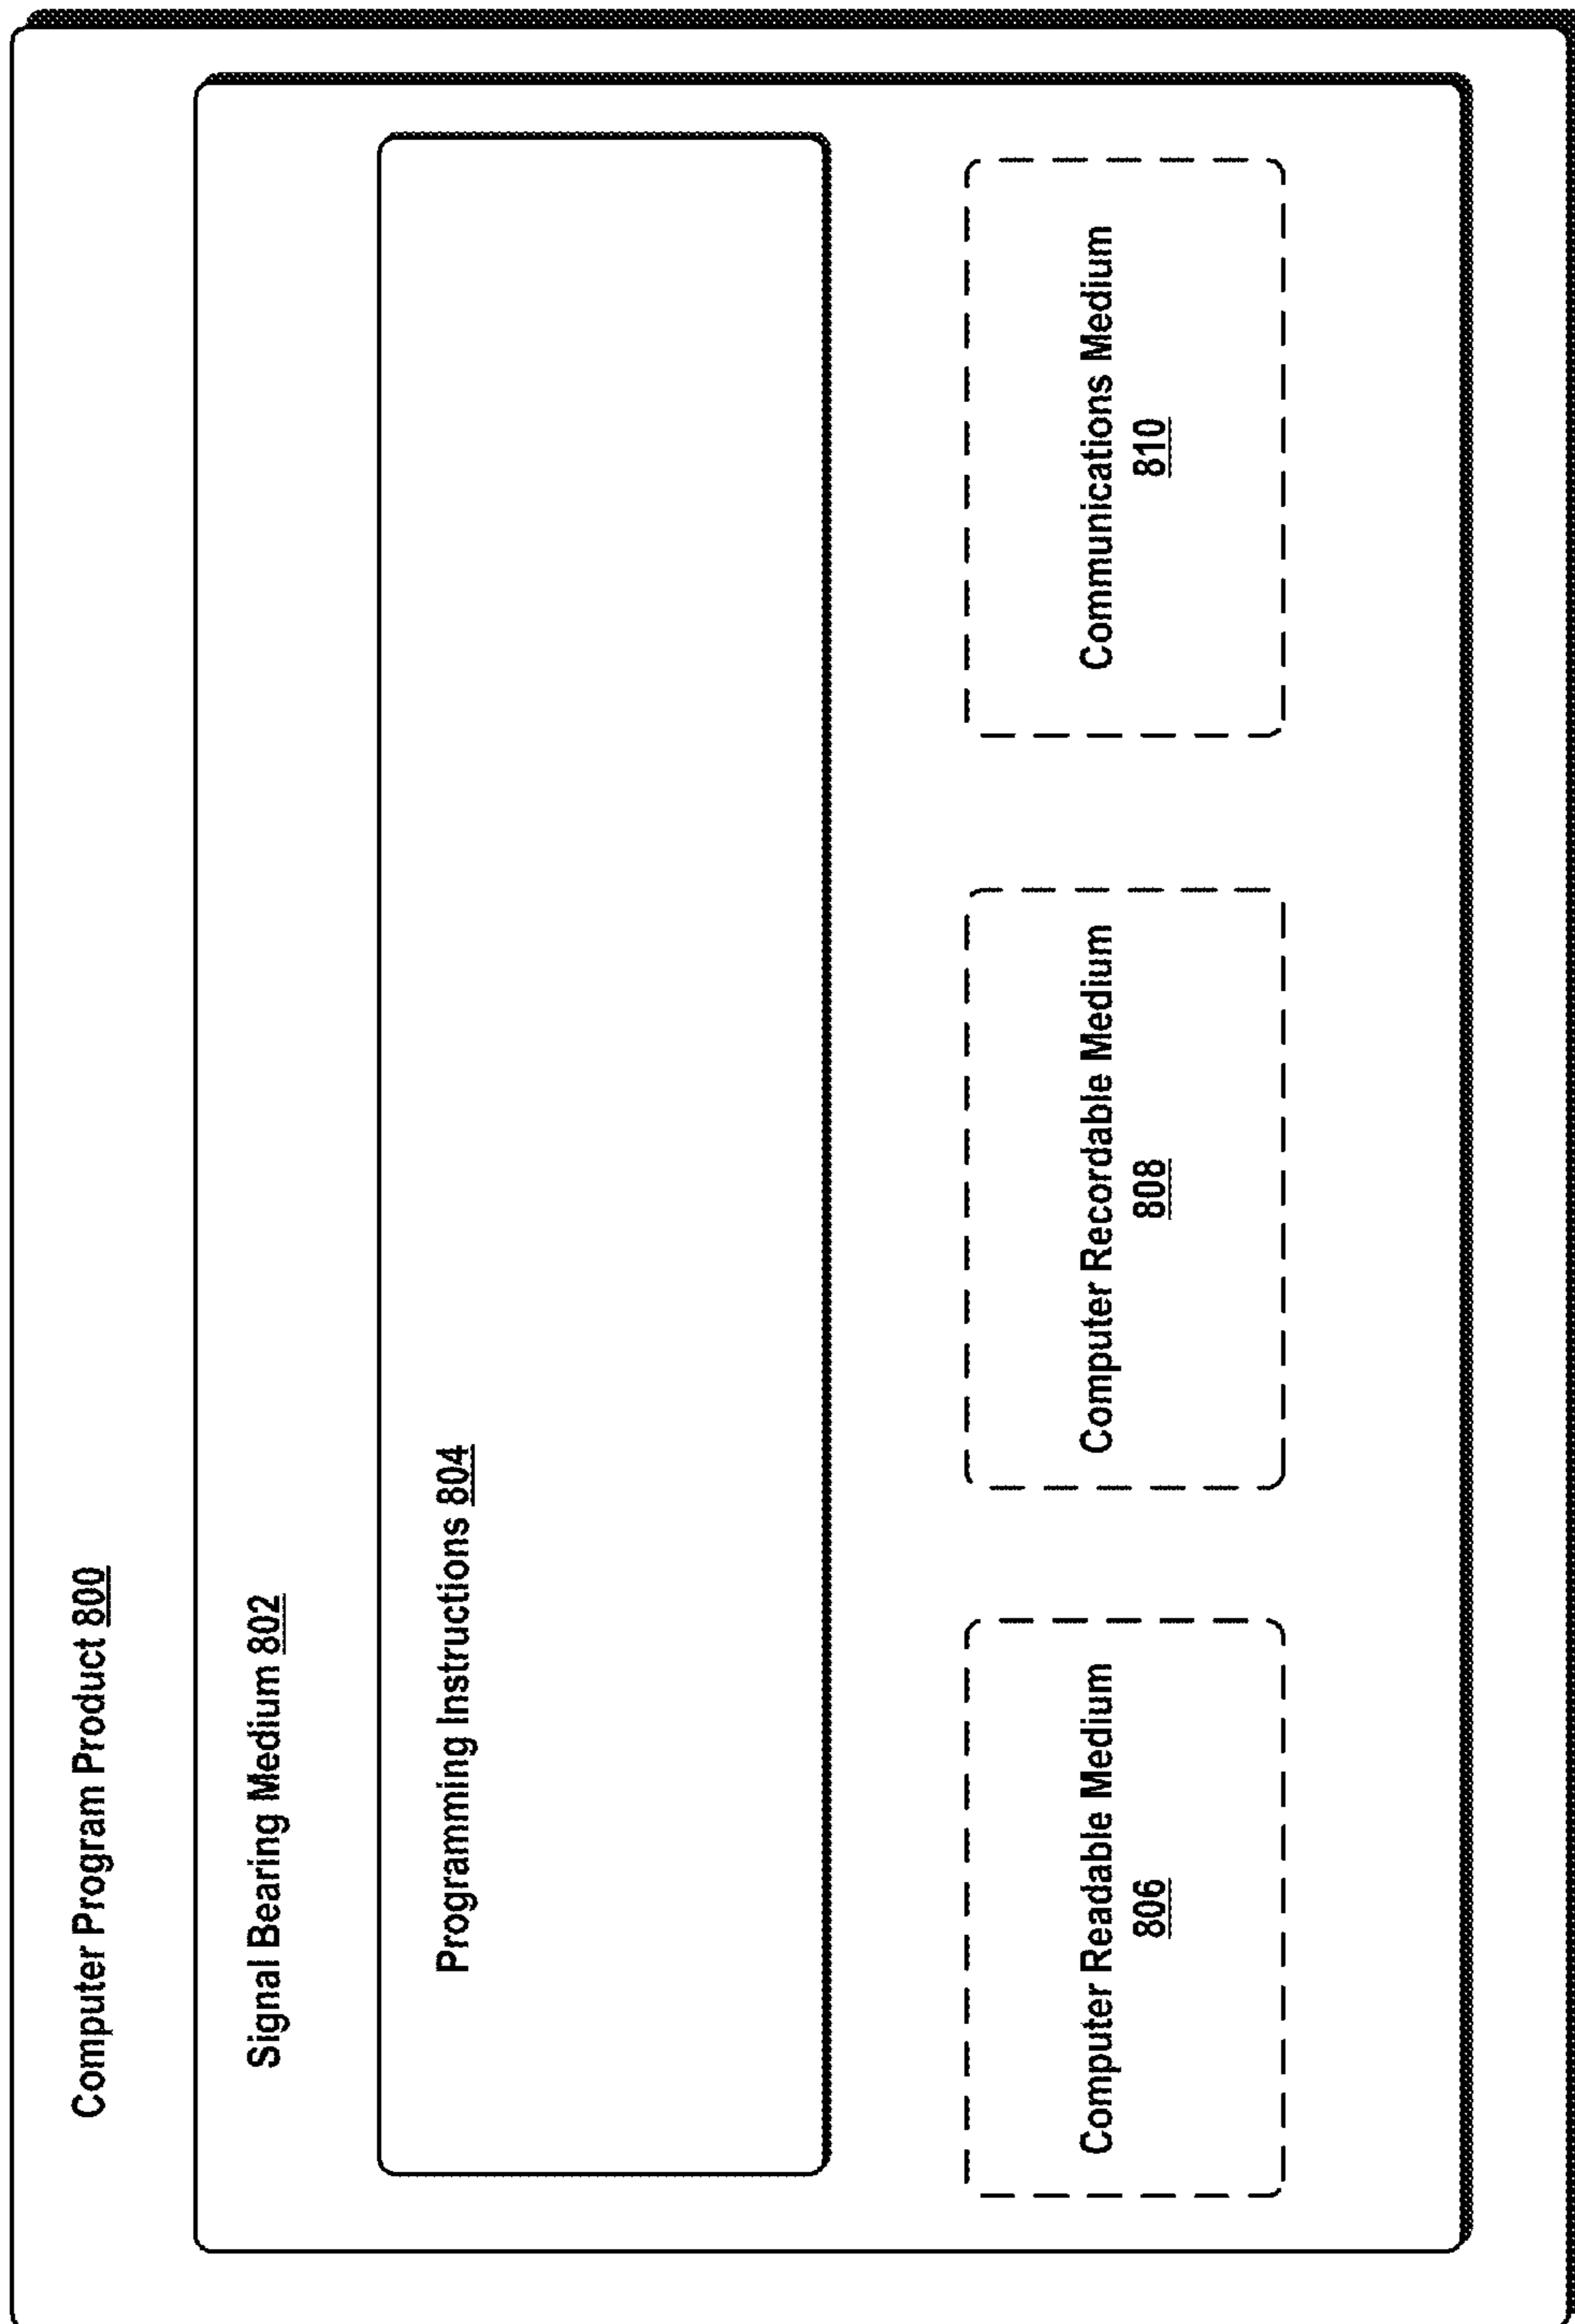 Computer Program Product 800
Signal Bearing Medium 802
Programming Instructions 804
Computer Readable Medium
806
Computer Recordable Medium
808
Communications Medium
810